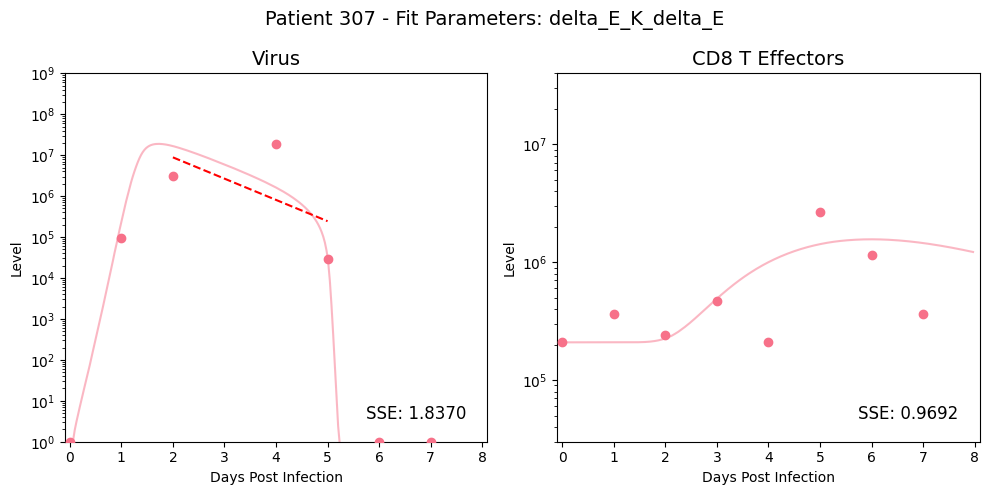 Patient 307 - Fit Parameters: delta_E_K_delta_E
Virus
CD8 T Effectors
Level
10^9
10^8
10^7
10^6
10^5
10^4
10^3
10^2
10^1
10^0
SSE: 1.8370
0 1 2 3 4 5 6 7 8
Days Post Infection
Level
10^7
10^6
10^5
SSE: 0.9692
0 1 2 3 4 5 6 7 8
Days Post Infection